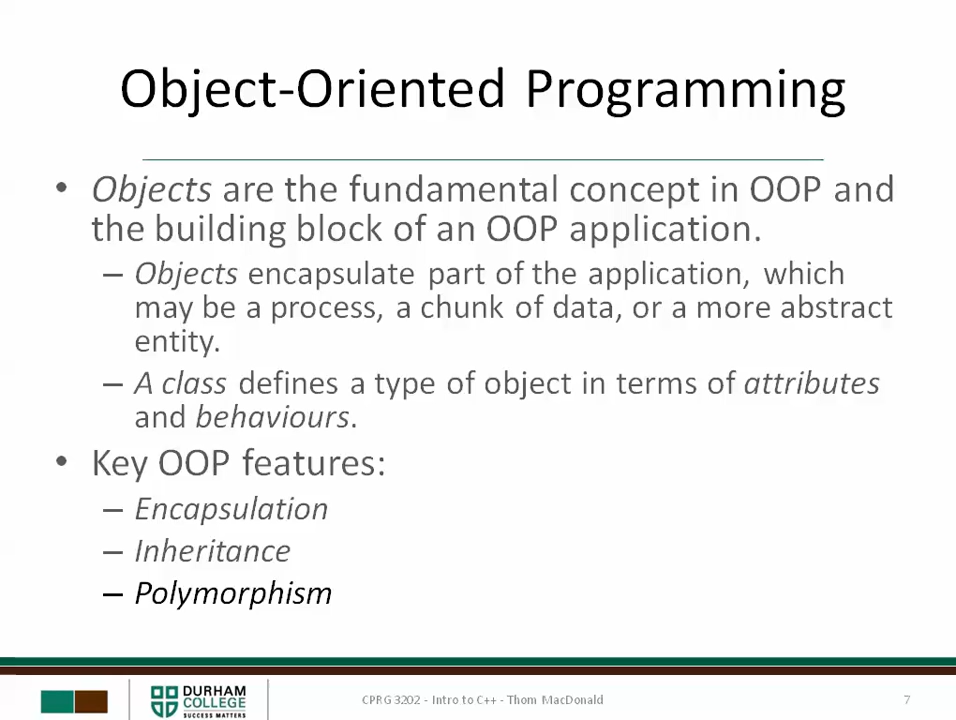 Object-Oriented Programming
• Objects are the fundamental concept in OOP and
the building block of an OOP application.
– Objects encapsulate part of the application, which
may be a process, a chunk of data, or a more abstract
entity.
– A class defines a type of object in terms of attributes
and behaviours.
• Key OOP features:
– Encapsulation
– Inheritance
– Polymorphism
DURHAM
COLLEGE
SUCCESS MATTERS
CPRG 3202 - Intro to C++ - Thom MacDonald
7